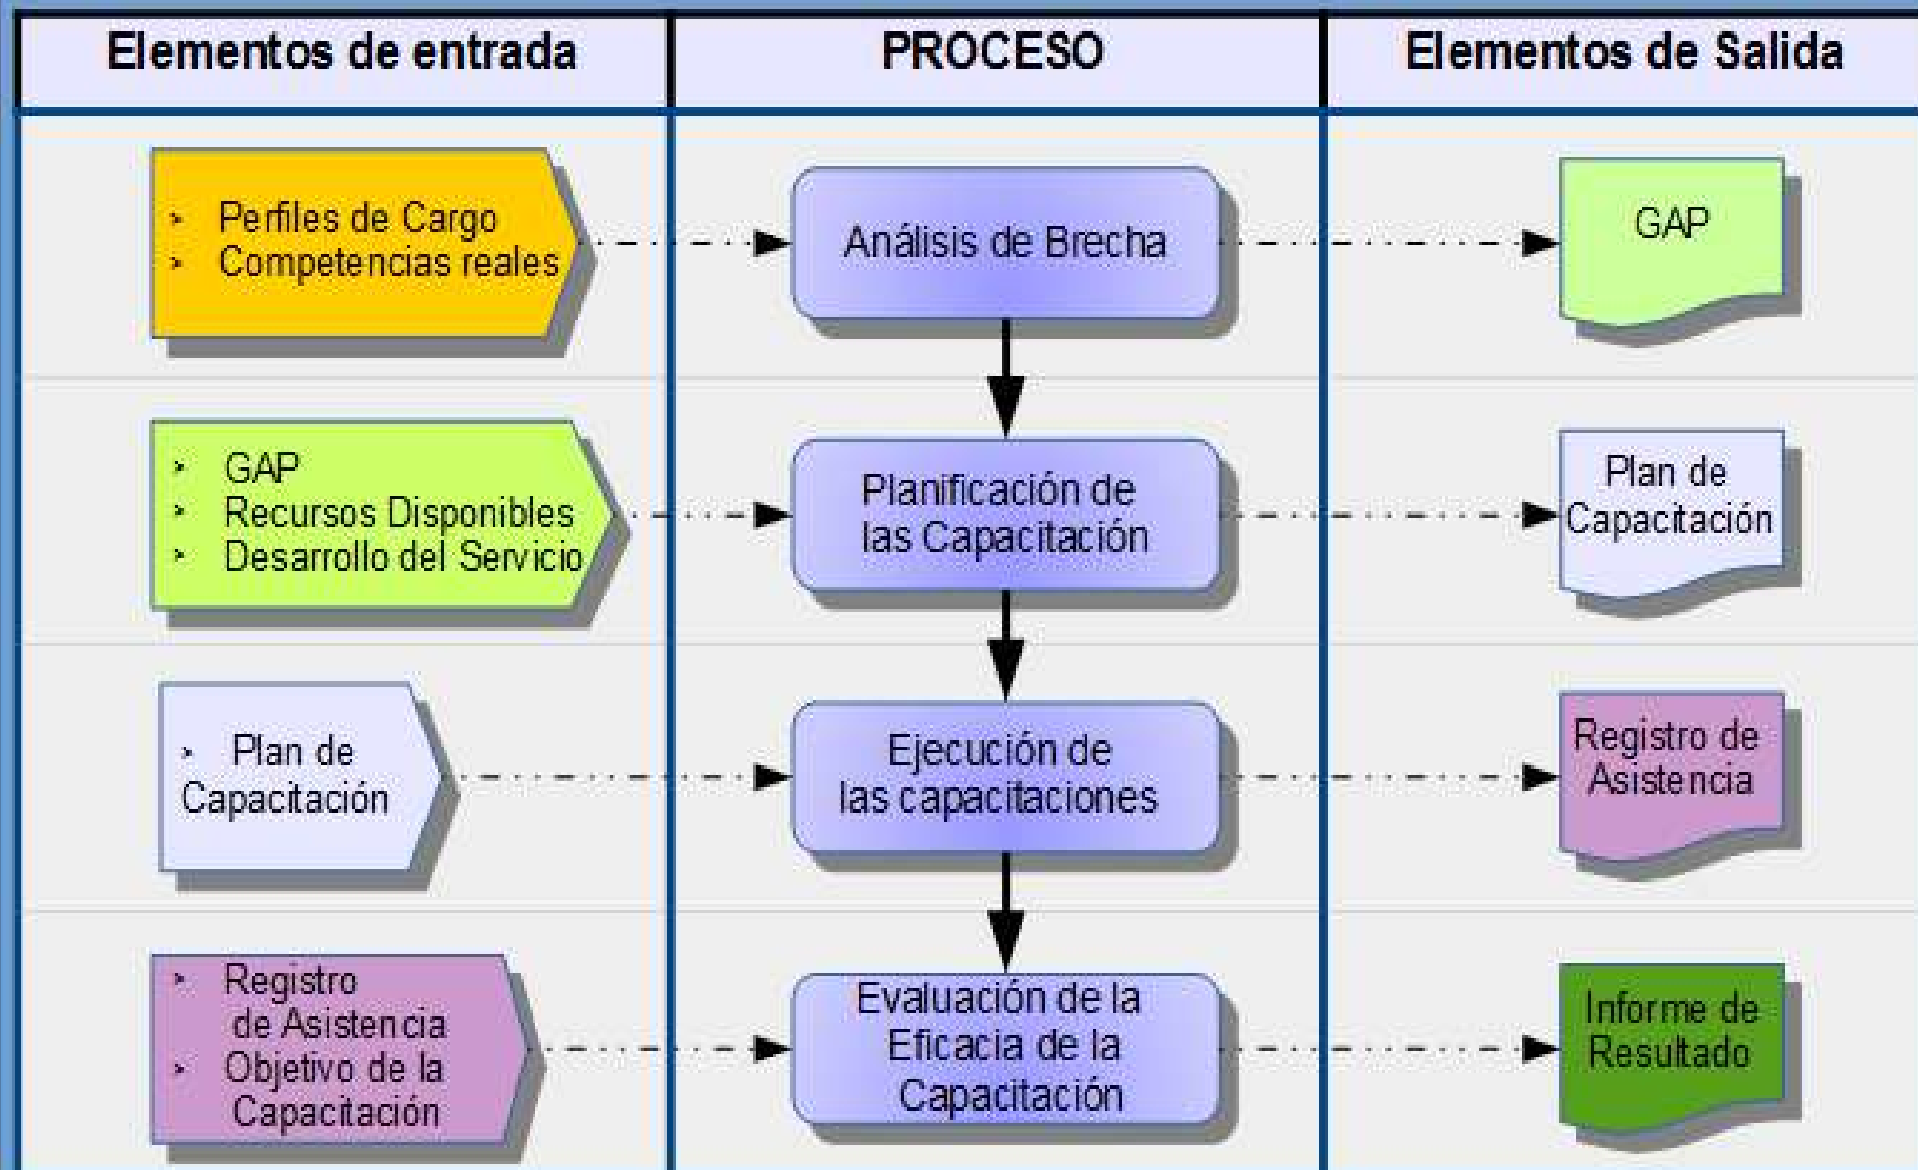 Elementos de entrada
PROCESO
Elementos de Salida
➢ Perfiles de Cargo
➢ Competencias reales
Análisis de Brecha
GAP
➢ GAP
➢ Recursos Disponibles
➢ Desarrollo del Servicio
Planificación de
las Capacitación
Plan de
Capacitación
➢ Plan de
Capacitación
Ejecución de
las capacitaciones
Registro de
Asistencia
➢ Registro
de Asistencia
➢ Objetivo de la
Capacitación
Evaluación de la
Eficacia de la
Capacitación
Informe de
Resultado